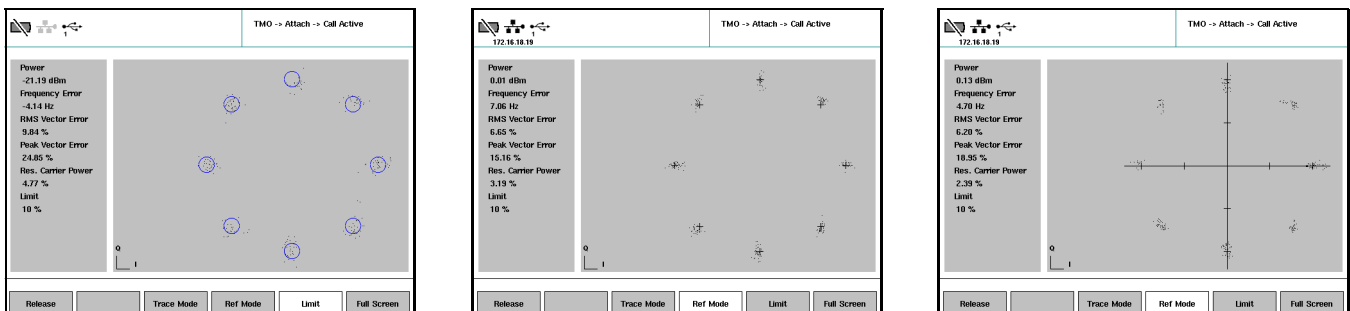 TMO -> Attach -> Call Active
1
Power
-21.19 dBm
Frequency Error
-4.14 Hz
RMS Vector Error
9.84 %
Peak Vector Error
24.85 %
Res. Carrier Power
4.77 %
Limit
10 %
Q
I
Release
Trace Mode
Ref Mode
Limit
Full Screen
TMO -> Attach -> Call Active
1
172.16.18.19
Power
0.01 dBm
Frequency Error
7.06 Hz
RMS Vector Error
6.65 %
Peak Vector Error
15.16 %
Res. Carrier Power
3.19 %
Limit
10 %
Q
I
Release
Trace Mode
Ref Mode
Limit
Full Screen
TMO -> Attach -> Call Active
1
172.16.18.19
Power
0.13 dBm
Frequency Error
4.70 Hz
RMS Vector Error
6.20 %
Peak Vector Error
18.95 %
Res. Carrier Power
2.39 %
Limit
10 %
Q
I
Release
Trace Mode
Ref Mode
Limit
Full Screen